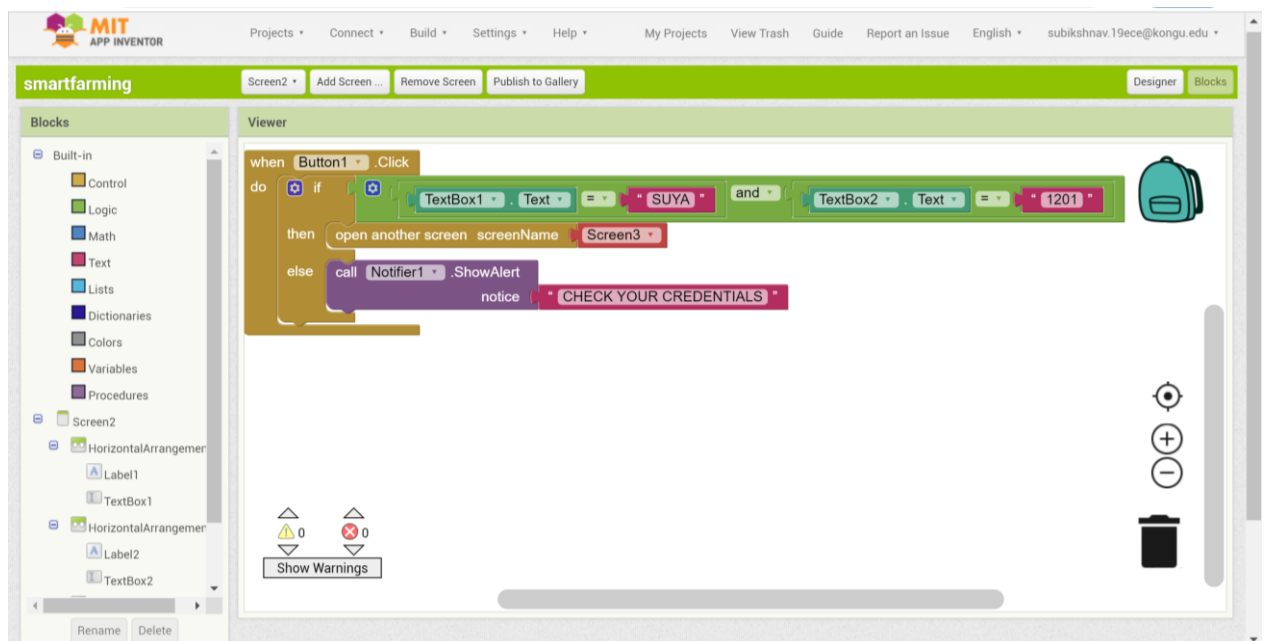 MIT
APP INVENTOR
Projects Connect Build Settings Help My Projects View Trash Guide Report an Issue English subikshnav.19ece@kongu.edu
smartfarming
Screen2 Add Screen ... Remove Screen Publish to Gallery Designer Blocks
Blocks
Viewer
Built-in
Control
Logic
Math
Text
Lists
Dictionaries
Colors
Variables
Procedures
Screen2
HorizontalArrangemen
Label1
TextBox1
HorizontalArrangemen
Label2
TextBox2
Rename Delete
when Button1 .Click
do if TextBox1 . Text = " SUYA " and TextBox2 . Text = " 1201 "
then open another screen screenName Screen3
else call Notifier1 .ShowAlert
notice " CHECK YOUR CREDENTIALS "
0 0
Show Warnings